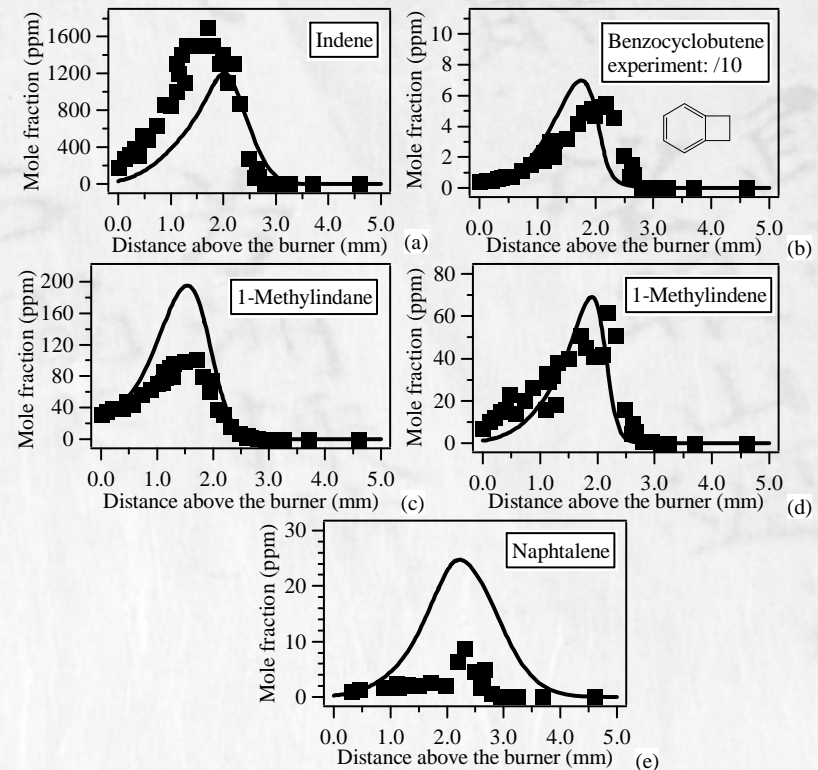 Indene
Mole fraction (ppm)
1600
1200
800
400
0
0.0 1.0 2.0 3.0 4.0 5.0
Distance above the burner (mm)
(a)
Benzocyclobutene
experiment: /10
Mole fraction (ppm)
10
8
6
4
2
0
0.0 1.0 2.0 3.0 4.0 5.0
Distance above the burner (mm)
(b)
1-Methylindane
Mole fraction (ppm)
200
160
120
80
40
0
0.0 1.0 2.0 3.0 4.0 5.0
Distance above the burner (mm)
(c)
1-Methylindene
Mole fraction (ppm)
80
60
40
20
0
0.0 1.0 2.0 3.0 4.0 5.0
Distance above the burner (mm)
(d)
Naphtalene
Mole fraction (ppm)
30
20
10
0
0.0 1.0 2.0 3.0 4.0 5.0
Distance above the burner (mm)
(e)